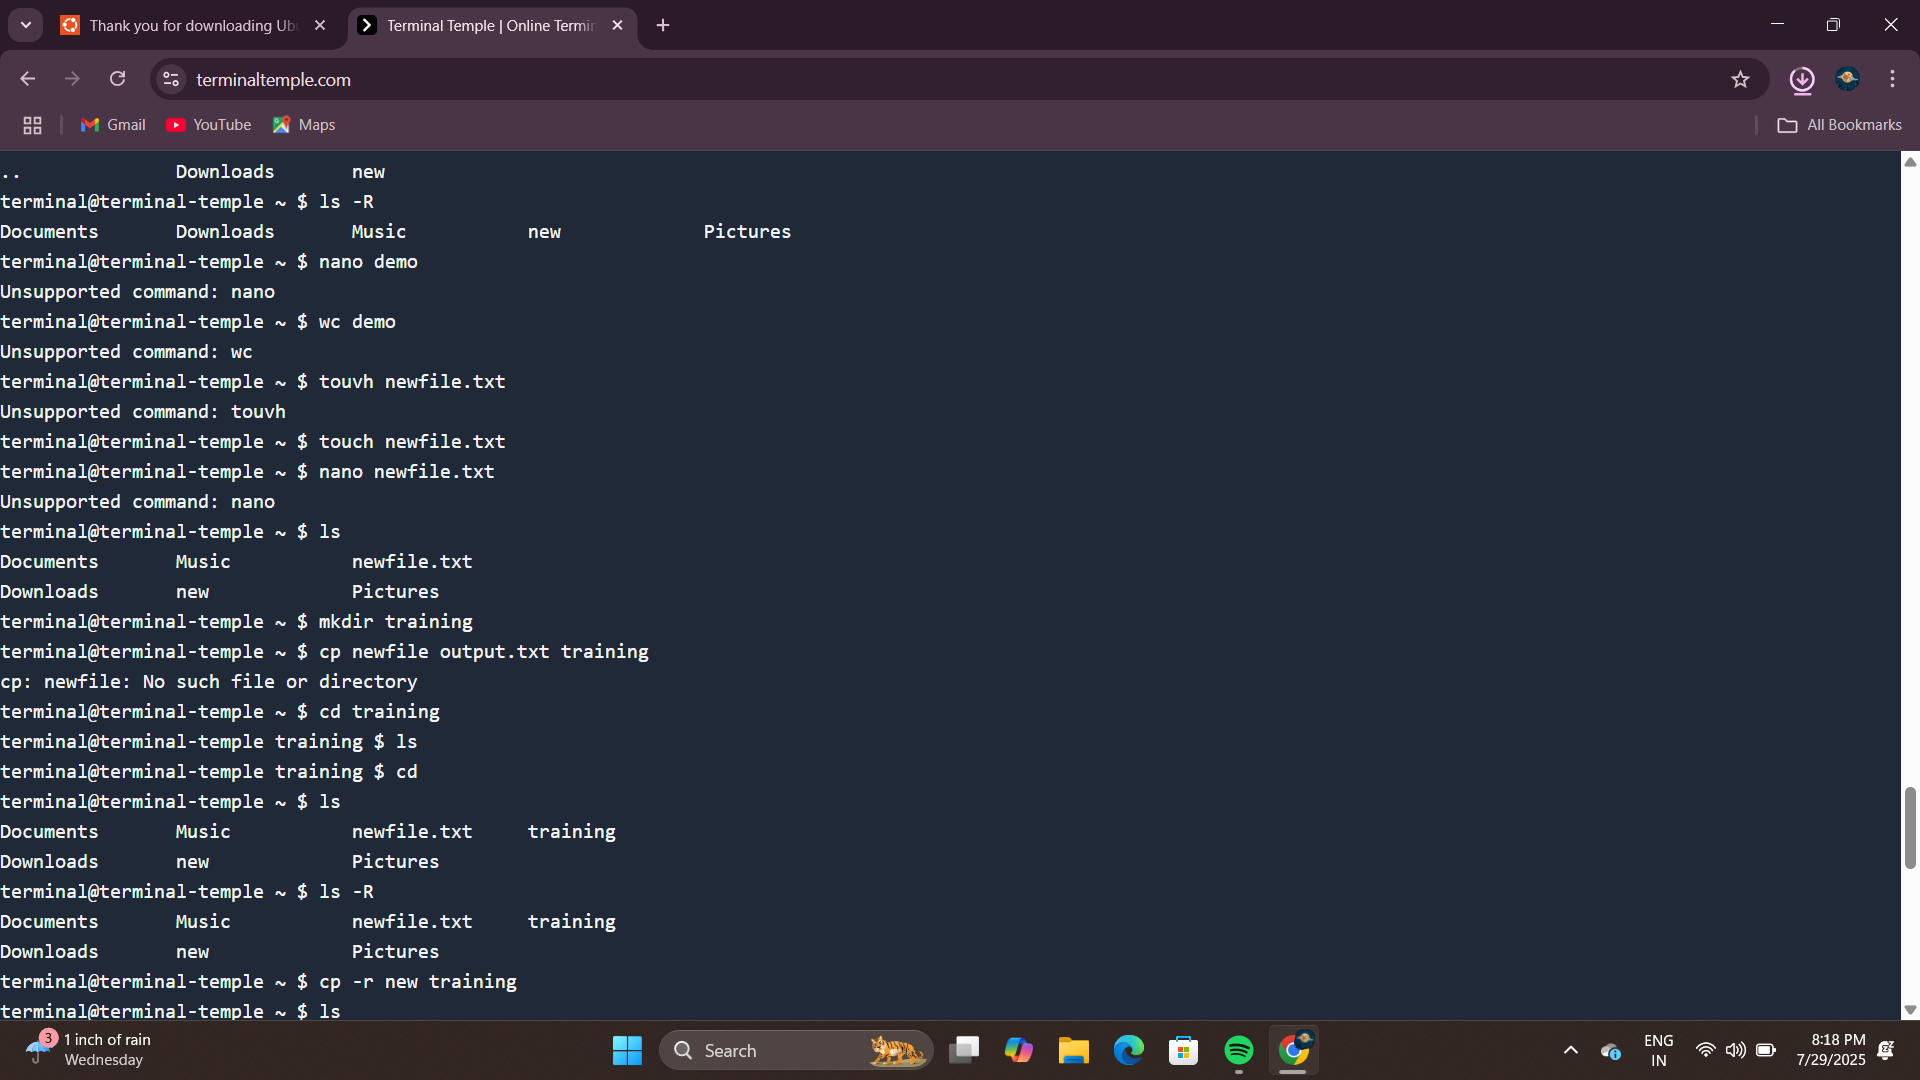 Thank you for downloading Ub
Terminal Temple | Online Termin
terminaltemple.com
Gmail YouTube Maps All Bookmarks
.. Downloads new
terminal@terminal-temple ~ $ ls -R
Documents Downloads Music new Pictures
terminal@terminal-temple ~ $ nano demo
Unsupported command: nano
terminal@terminal-temple ~ $ wc demo
Unsupported command: wc
terminal@terminal-temple ~ $ touvh newfile.txt
Unsupported command: touvh
terminal@terminal-temple ~ $ touch newfile.txt
terminal@terminal-temple ~ $ nano newfile.txt
Unsupported command: nano
terminal@terminal-temple ~ $ ls
Documents Music newfile.txt
Downloads new Pictures
terminal@terminal-temple ~ $ mkdir training
terminal@terminal-temple ~ $ cp newfile output.txt training
cp: newfile: No such file or directory
terminal@terminal-temple ~ $ cd training
terminal@terminal-temple training $ ls
terminal@terminal-temple training $ cd
terminal@terminal-temple ~ $ ls
Documents Music newfile.txt training
Downloads new Pictures
terminal@terminal-temple ~ $ ls -R
Documents Music newfile.txt training
Downloads new Pictures
terminal@terminal-temple ~ $ cp -r new training
terminal@terminal-temple ~ $ ls
3
1 inch of rain
Wednesday
Search
ENG
IN
8:18 PM
7/29/2025